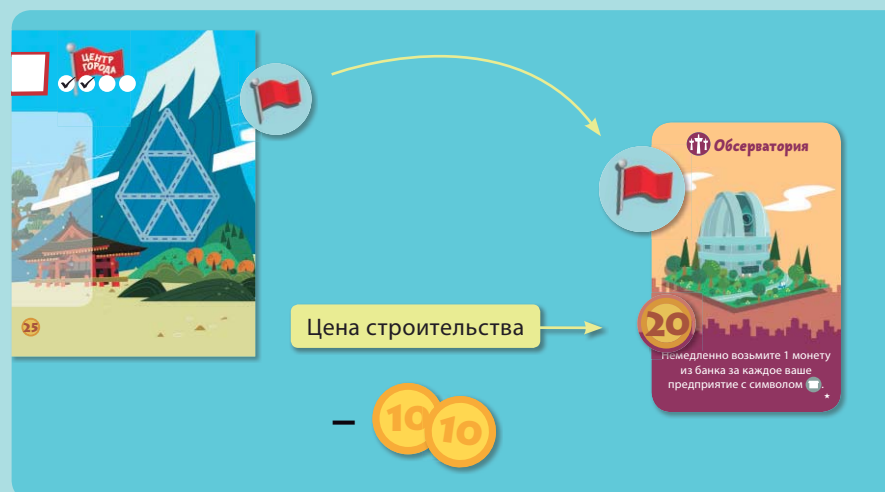 ЦЕНТР
ГОРОДА
25
Обсерватория
Цена строительства
20
Немедленно возьмите 1 монету
из банка за каждое ваше
предприятие с символом .
*
– 10 10